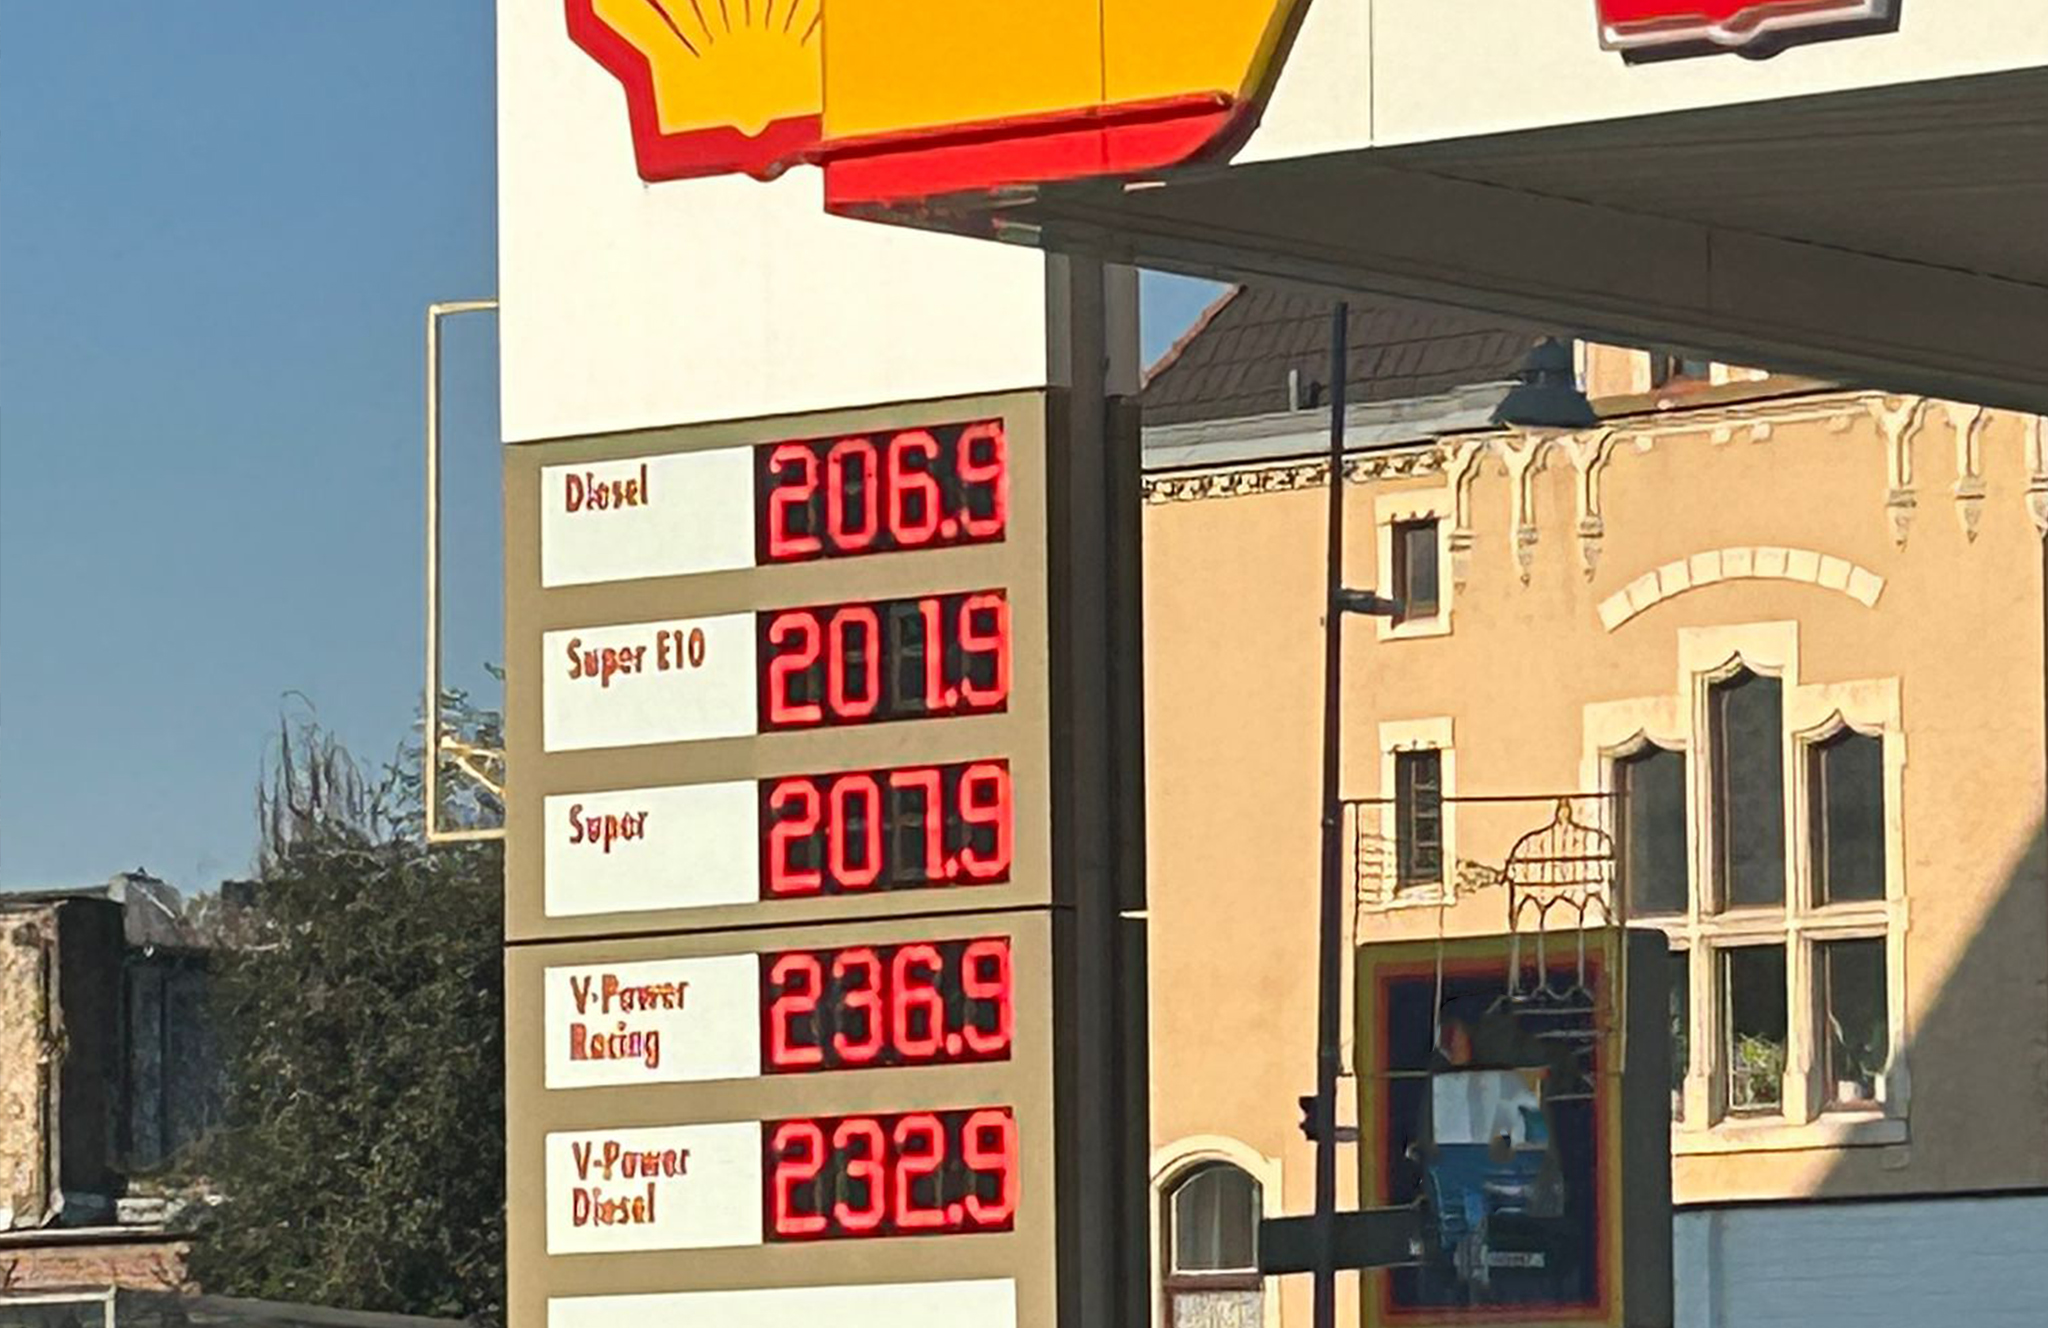 Diesel 206.9
Super E10 201.9
Super 207.9
V-Power
Racing 236.9
V-Power
Diesel 232.9